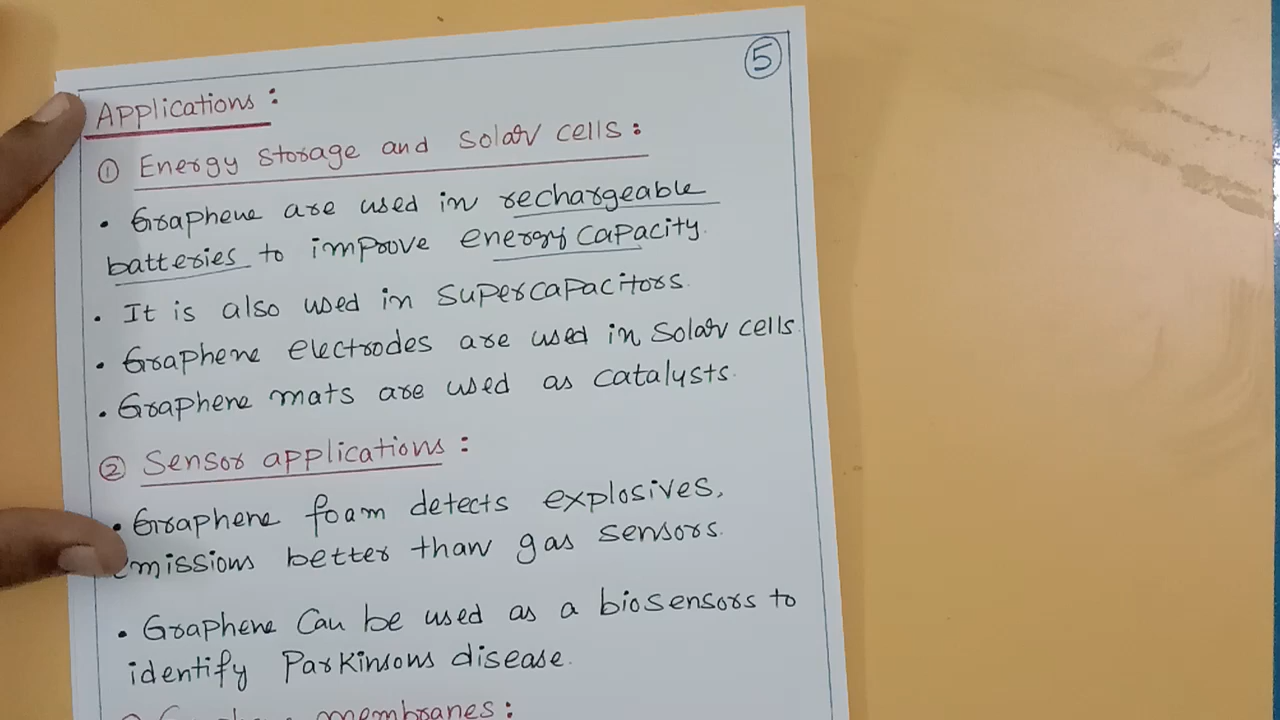 5
Applications:
① Energy storage and solar cells:
• Graphene are used in rechargeable
batteries to improve energy capacity.
• It is also used in supercapacitors.
• Graphene electrodes are used in solar cells.
• Graphene mats are used as catalysts.
② Sensor applications:
• Graphene foam detects explosives,
emissions better than gas sensors.
• Graphene can be used as a biosensors to
identify Parkinsons disease.
membranes: